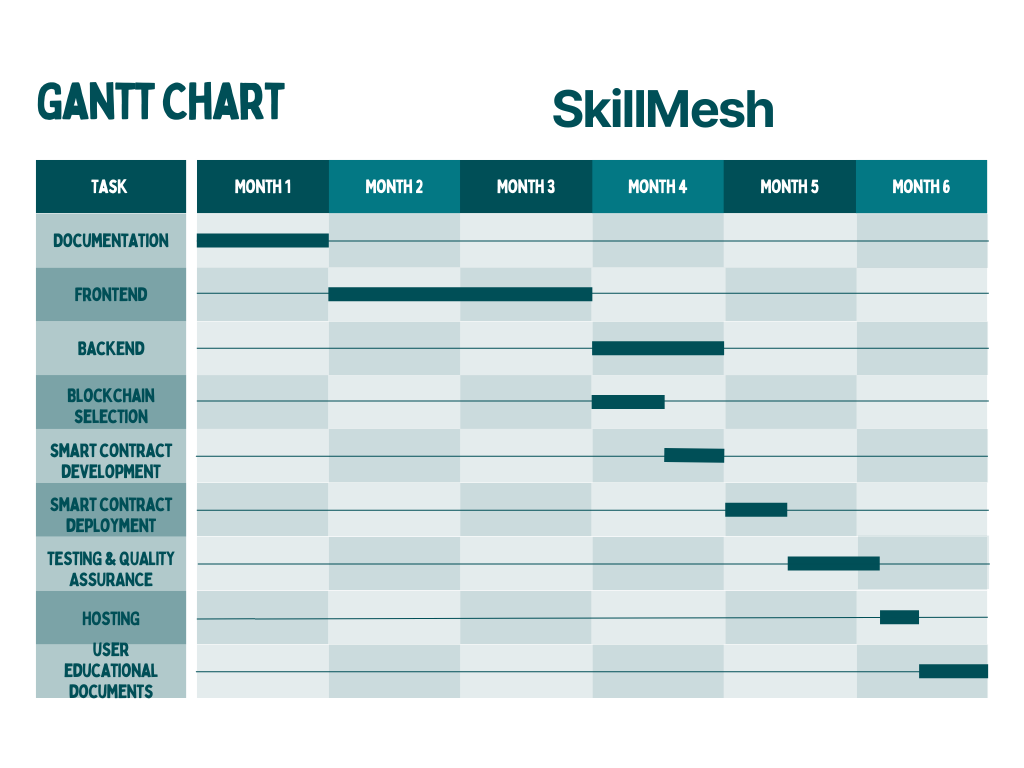 GANTT CHART
SkillMesh
TASK
MONTH 1
MONTH 2
MONTH 3
MONTH 4
MONTH 5
MONTH 6
DOCUMENTATION
FRONTEND
BACKEND
BLOCKCHAIN
SELECTION
SMART CONTRACT
DEVELOPMENT
SMART CONTRACT
DEPLOYMENT
TESTING & QUALITY
ASSURANCE
HOSTING
USER
EDUCATIONAL
DOCUMENTS